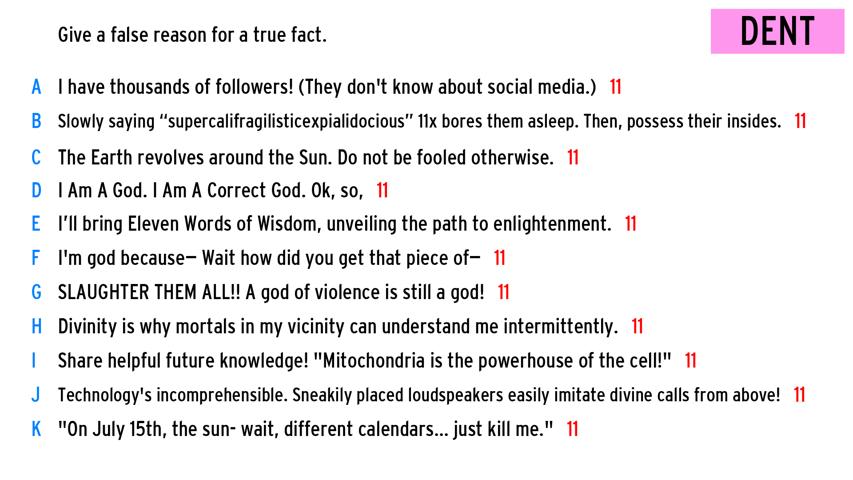 Give a false reason for a true fact.
DENT
A I have thousands of followers! (They don't know about social media.) 11
B Slowly saying “supercalifragilisticexpialidocious” 11x bores them asleep. Then, possess their insides. 11
C The Earth revolves around the Sun. Do not be fooled otherwise. 11
D I Am A God. I Am A Correct God. Ok, so, 11
E I’ll bring Eleven Words of Wisdom, unveiling the path to enlightenment. 11
F I'm god because— Wait how did you get that piece of— 11
G SLAUGHTER THEM ALL!! A god of violence is still a god! 11
H Divinity is why mortals in my vicinity can understand me intermittently. 11
I Share helpful future knowledge! "Mitochondria is the powerhouse of the cell!" 11
J Technology's incomprehensible. Sneakily placed loudspeakers easily imitate divine calls from above! 11
K "On July 15th, the sun- wait, different calendars... just kill me." 11